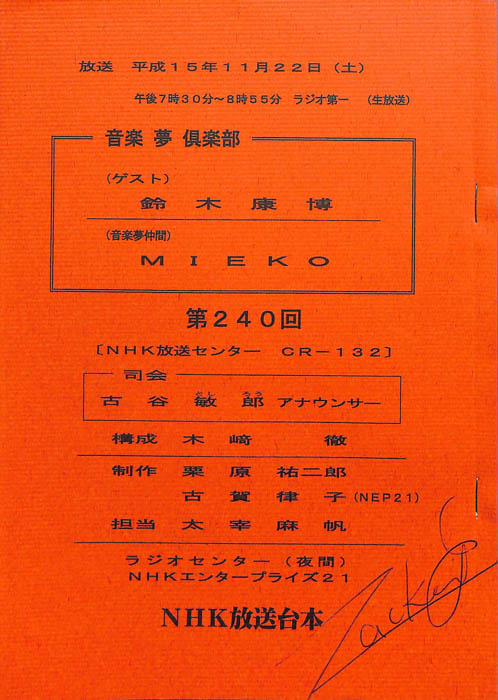 放送 平成15年11月22日(土)
午後7時30分~8時55分 ラジオ第一 (生放送)
音楽 夢 倶楽部
(ゲスト)
鈴木康博
(音楽夢仲間)
MIEKO
第240回
〔NHK放送センター CR-132〕
司会
古谷敏郎 アナウンサー
構成 木﨑 徹
制作 栗原祐二郎
古賀律子(NEP21)
担当 太宰麻帆
ラジオセンター(夜間)
NHKエンタープライズ21
NHK放送台本